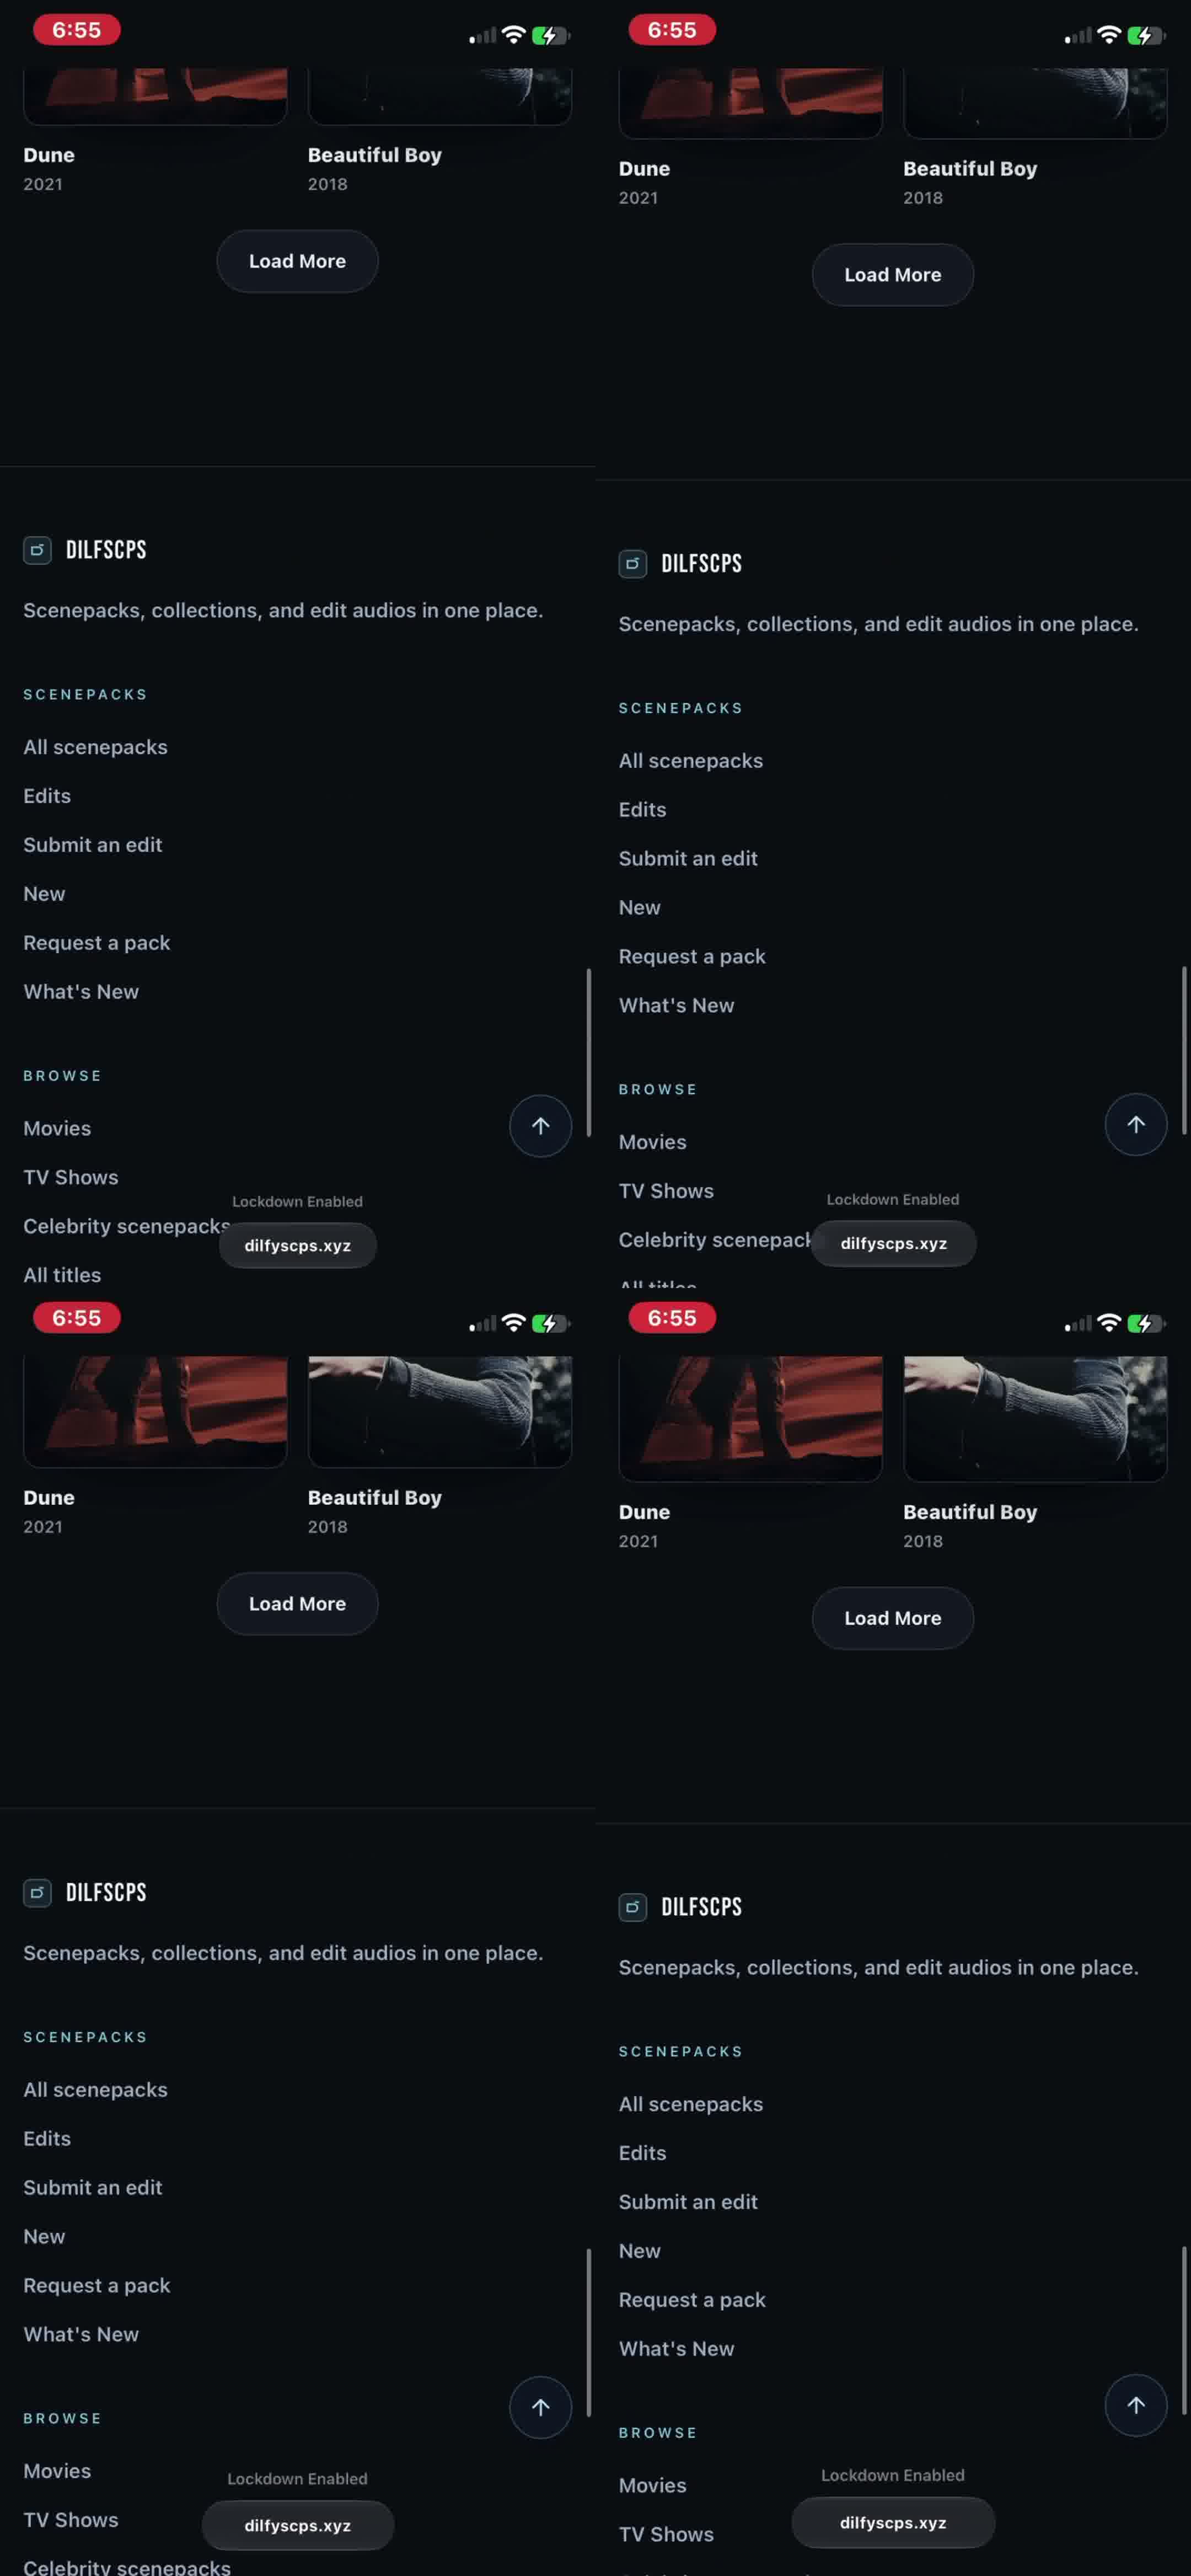 6:55
Dune
2021
Beautiful Boy
2018
Load More
DILFSCPS
Scenepacks, collections, and edit audios in one place.
SCENEPACKS
All scenepacks
Edits
Submit an edit
New
Request a pack
What's New
BROWSE
Movies
TV Shows
Celebrity scenepacks
All titles
Lockdown Enabled
dilfyscps.xyz
6:55
Dune
2021
Beautiful Boy
2018
Load More
DILFSCPS
Scenepacks, collections, and edit audios in one place.
SCENEPACKS
All scenepacks
Edits
Submit an edit
New
Request a pack
What's New
BROWSE
Movies
TV Shows
Celebrity scenepack
All titles
Lockdown Enabled
dilfyscps.xyz
6:55
Dune
2021
Beautiful Boy
2018
Load More
DILFSCPS
Scenepacks, collections, and edit audios in one place.
SCENEPACKS
All scenepacks
Edits
Submit an edit
New
Request a pack
What's New
BROWSE
Movies
TV Shows
Celebrity scenepacks
Lockdown Enabled
dilfyscps.xyz
6:55
Dune
2021
Beautiful Boy
2018
Load More
DILFSCPS
Scenepacks, collections, and edit audios in one place.
SCENEPACKS
All scenepacks
Edits
Submit an edit
New
Request a pack
What's New
BROWSE
Movies
TV Shows
Lockdown Enabled
dilfyscps.xyz